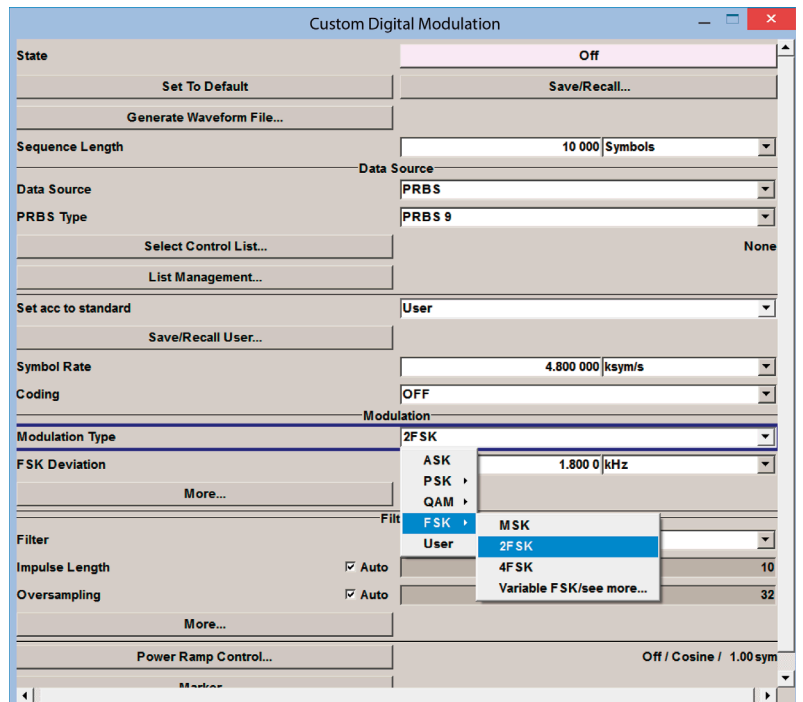 Custom Digital Modulation
State Off
Set To Default Save/Recall...
Generate Waveform File...
Sequence Length 10 000 Symbols
Data Source
Data Source PRBS
PRBS Type PRBS 9
Select Control List... None
List Management...
Set acc to standard User
Save/Recall User...
Symbol Rate 4.800 000 ksym/s
Coding OFF
Modulation
Modulation Type 2FSK
FSK Deviation 1.800 0 kHz
More...
ASK
PSK
QAM
FSK
User
MSK
2FSK
4FSK
Variable FSK/see more...
Filter
Impulse Length Auto 10
Oversampling Auto 32
More...
Power Ramp Control... Off / Cosine / 1.00 sym